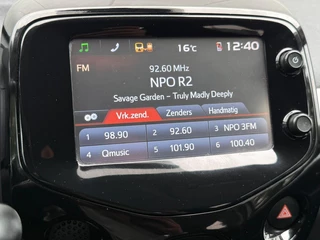 16°C 12:40
FM 92.60 MHz
NPO R2
Savage Garden – Truly Madly Deeply
Vrk.zend. Zenders Handmatig
1 98.90 2 92.60 3 NPO 3FM
4 Qmusic 5 101.90 6 100.40